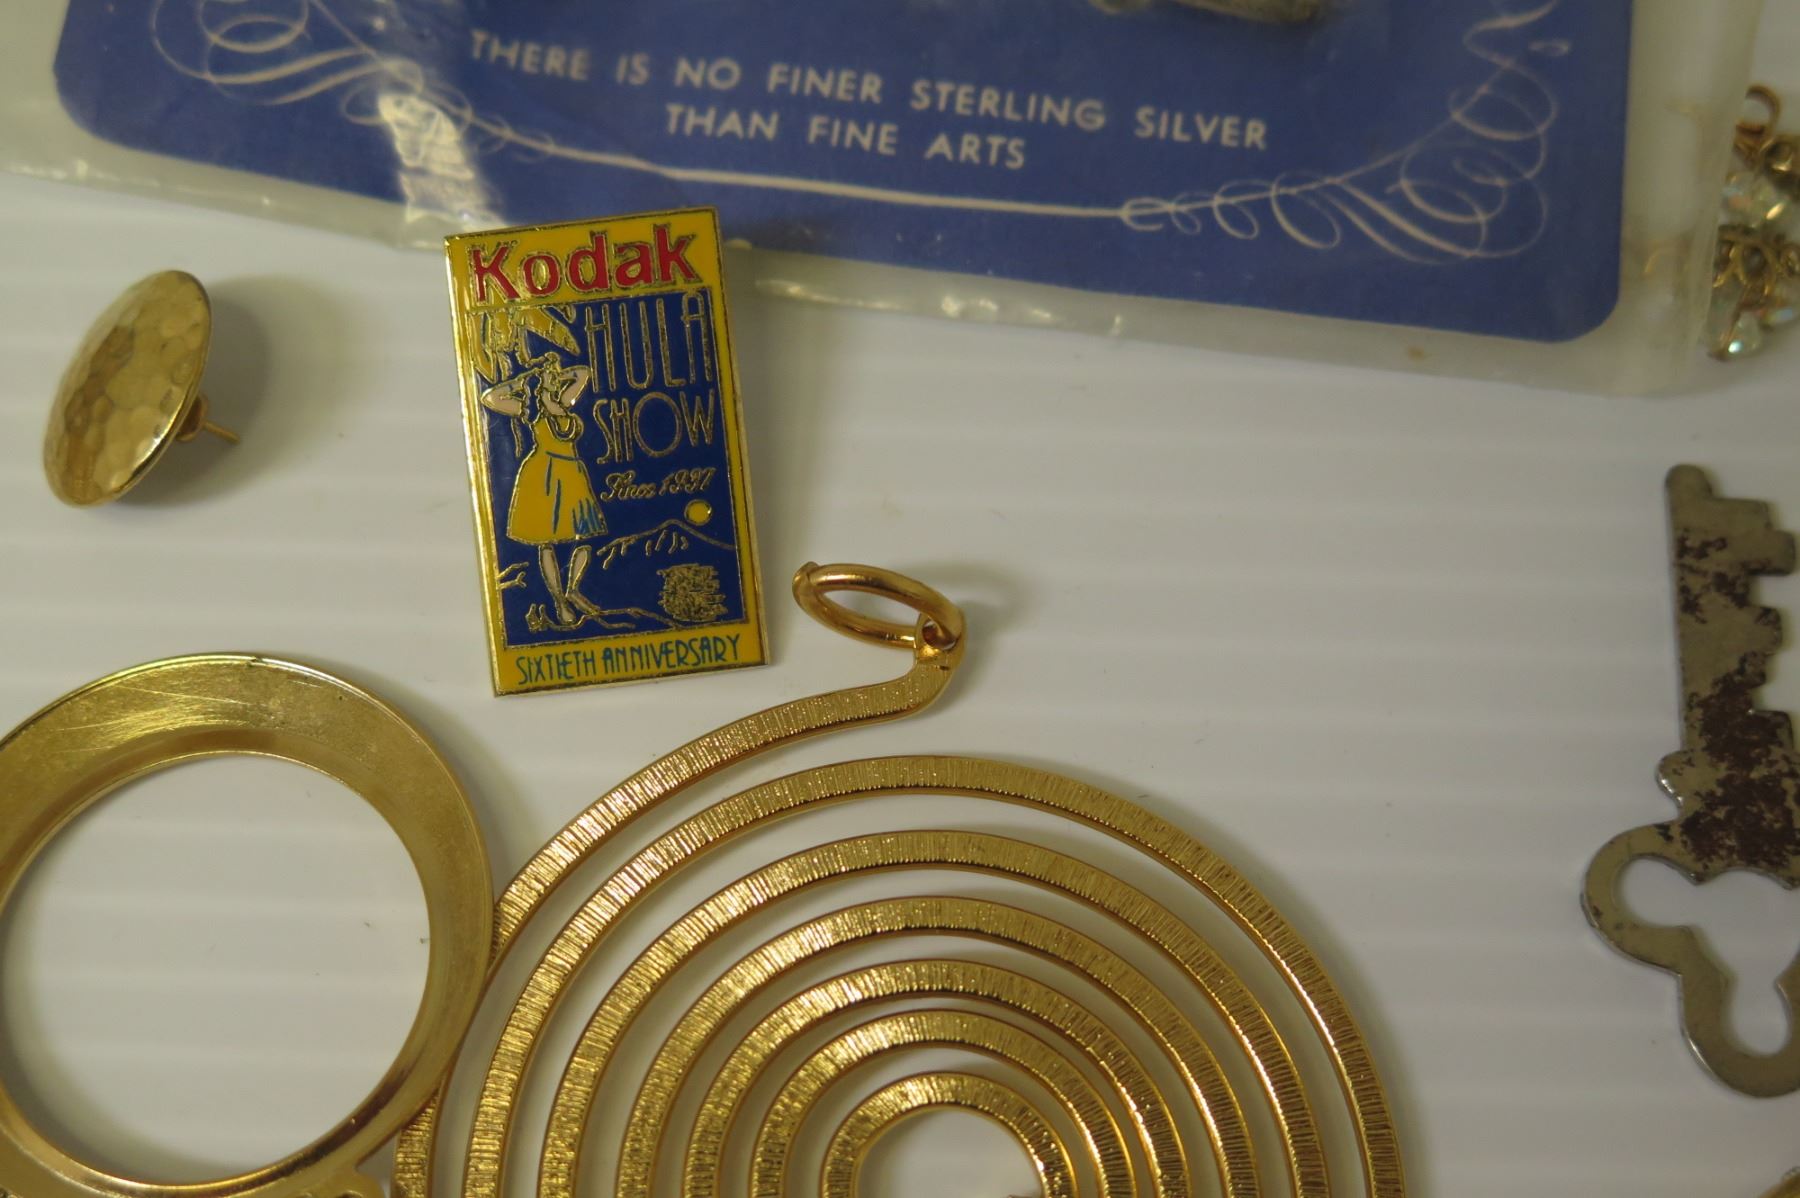 THERE IS NO FINER STERLING SILVER
THAN FINE ARTS
Kodak
HULA
SHOW
Since 1937
SIXTIETH ANNIVERSARY